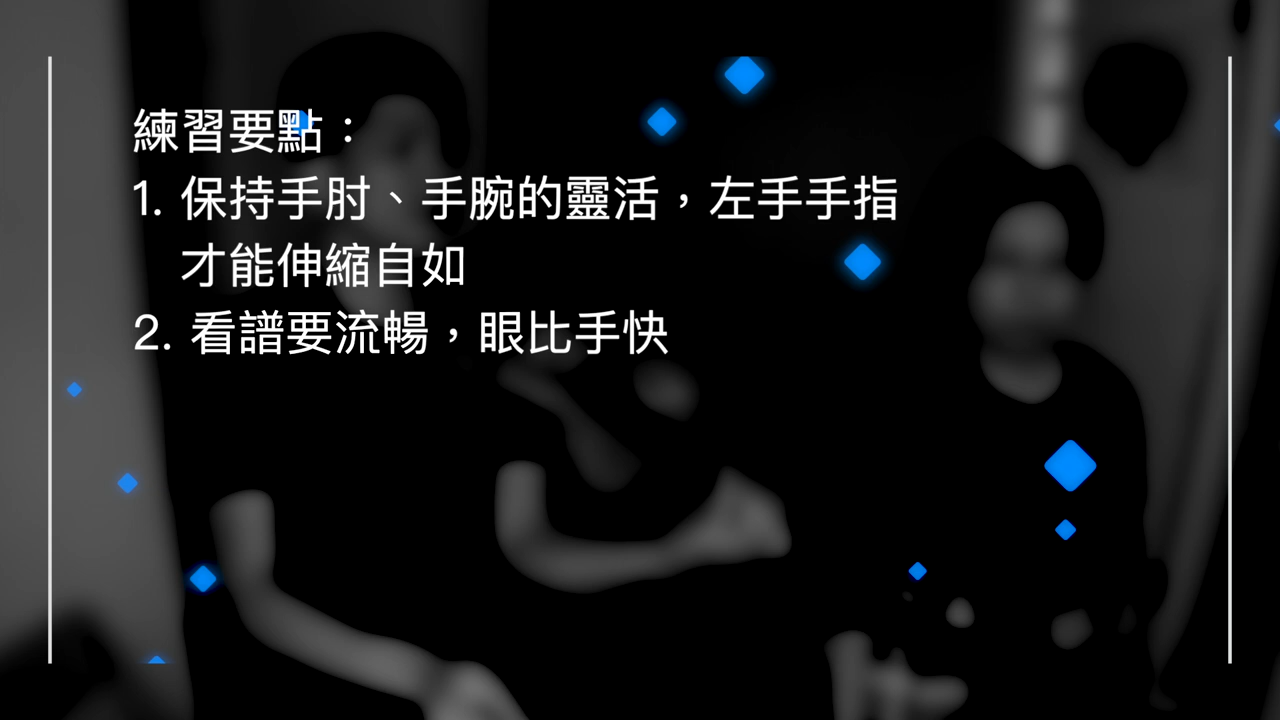 練習要點：
1. 保持手肘、手腕的靈活，左手手指
才能伸縮自如
2. 看譜要流暢，眼比手快